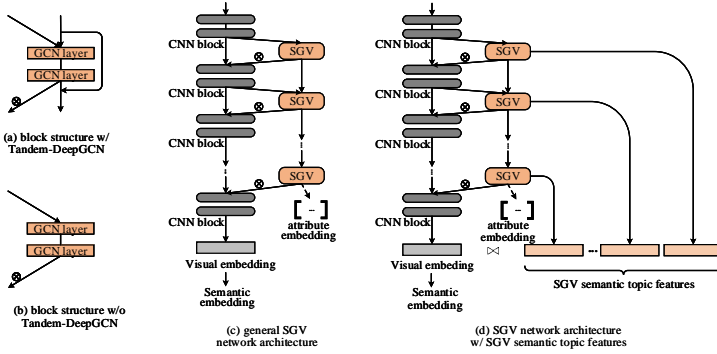 GCN layer
GCN layer
(a) block structure w/
Tandem-DeepGCN
GCN layer
GCN layer
(b) block structure w/o
Tandem-DeepGCN
CNN block
SGV
CNN block
SGV
CNN block
SGV
CNN block
[ ... ]
attribute
embedding
Visual embedding
Semantic
embedding
(c) general SGV
network architecture
CNN block
SGV
CNN block
SGV
CNN block
SGV
CNN block
[ ... ]
attribute
embedding
Visual embedding
⋈
...
SGV semantic topic features
Semantic
embedding
(d) SGV network architecture
w/ SGV semantic topic features